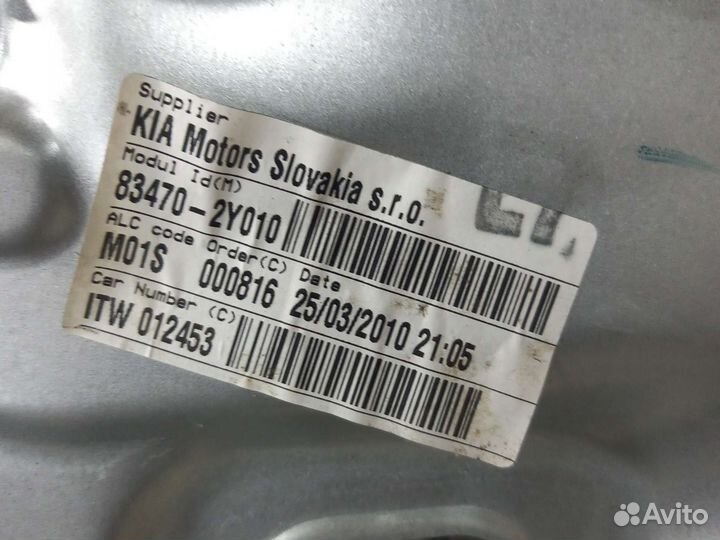 Supplier
KIA Motors Slovakia s.r.o.
Modul Id(M)
83470-2Y010
ALC code Order(C) Date
M01S 000816 25/03/2010 21:05
Car Number (C)
ITW 012453
Avito